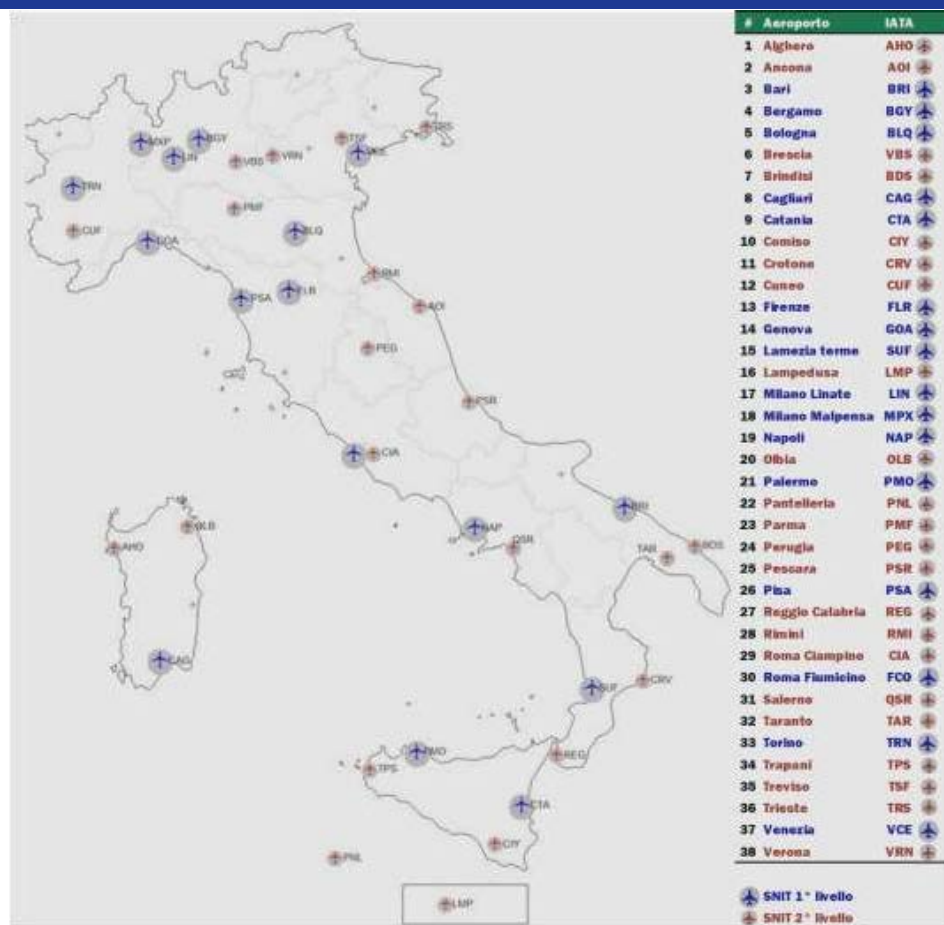 TRS
TSF
MXP
BGY
LIN
VBS
VRN
TRN
PMF
CUF
GOA
BLQ
RMI
PSA
AOI
PEG
PSR
CIA
BRI
NAP
OLB
AHO
QSR
TAR
BDS
CAG
SUF
CRV
PMO
REG
TPS
CTA
CIY
PNL
LMP
# Aeroporto IATA
1 Alghero AHO
2 Ancona AOI
3 Bari BRI
4 Bergamo BGY
5 Bologna BLQ
6 Brescia VBS
7 Brindisi BDS
8 Cagliari CAG
9 Catania CTA
10 Comiso CIY
11 Crotone CRV
12 Cuneo CUF
13 Firenze FLR
14 Genova GOA
15 Lamezia terme SUF
16 Lampedusa LMP
17 Milano Linate LIN
18 Milano Malpensa MPX
19 Napoli NAP
20 Olbia OLB
21 Palermo PMO
22 Pantelleria PNL
23 Parma PMF
24 Perugia PEG
25 Pescara PSR
26 Pisa PSA
27 Reggio Calabria REG
28 Rimini RMI
29 Roma Ciampino CIA
30 Roma Fiumicino FCO
31 Salerno QSR
32 Taranto TAR
33 Torino TRN
34 Trapani TPS
35 Treviso TSF
36 Trieste TRS
37 Venezia VCE
38 Verona VRN
SNIT 1° livello
SNIT 2° livello